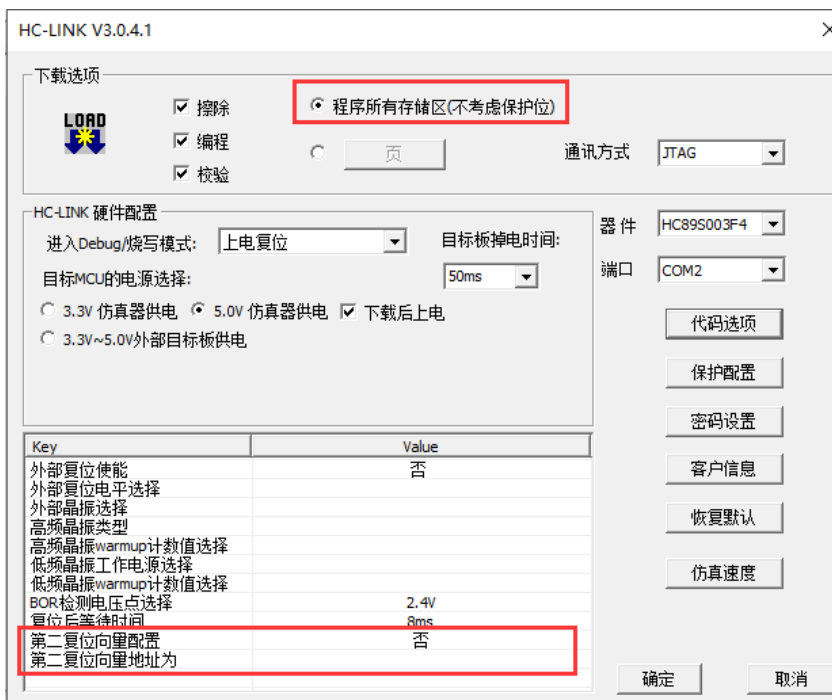 HC-LINK V3.0.4.1
下载选项
LOAD
擦除
编程
校验
程序所有存储区(不考虑保护位)
页
通讯方式
JTAG
HC-LINK 硬件配置
进入Debug/烧写模式:
上电复位
目标板掉电时间:
50ms
目标MCU的电源选择:
3.3V 仿真器供电
5.0V 仿真器供电
下载后上电
3.3V~5.0V外部目标板供电
器件
HC89S003F4
端口
COM2
代码选项
保护配置
密码设置
客户信息
恢复默认
仿真速度
Key Value
外部复位使能 否
外部复位电平选择
外部晶振选择
高频晶振类型
高频晶振warmup计数值选择
低频晶振工作电源选择
低频晶振warmup计数值选择
BOR检测电压点选择 2.4V
复位后等待时间 8ms
第二复位向量配置 否
第二复位向量地址为
确定
取消